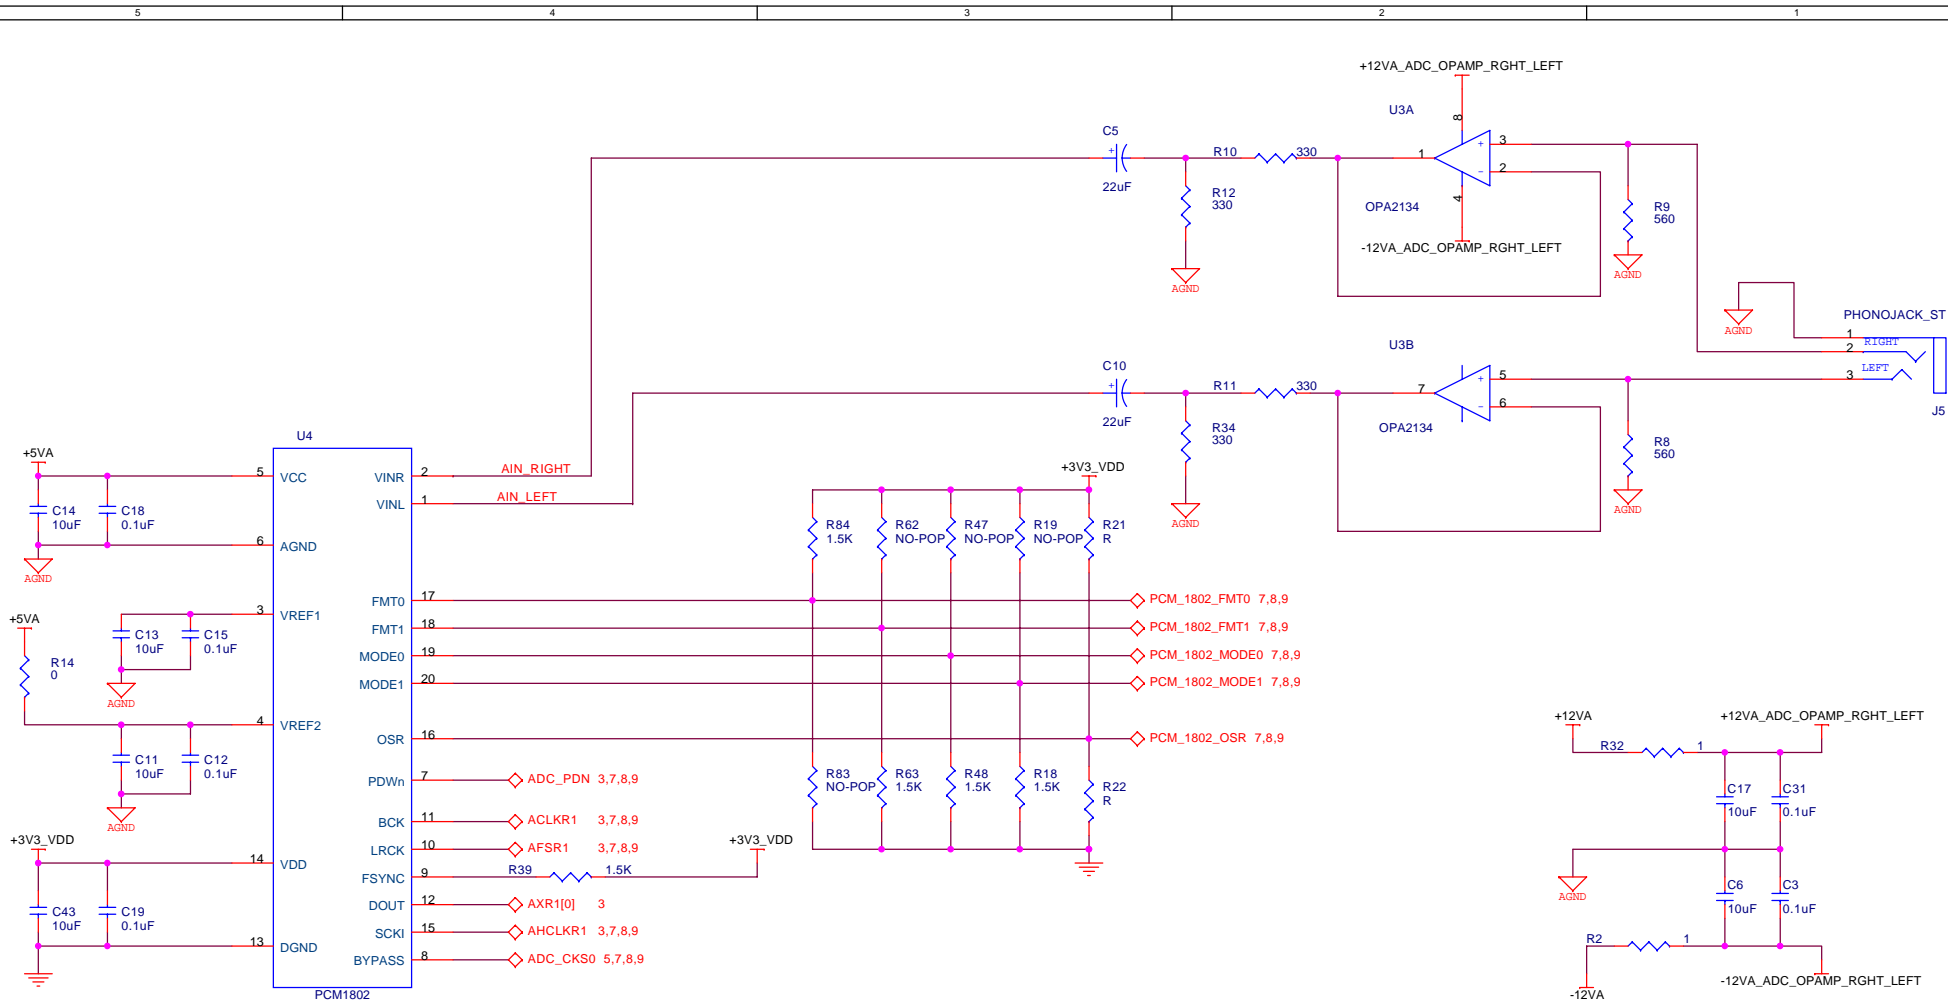 5 4 3 2 1
+12VA_ADC_OPAMP_RGHT_LEFT
U3A
8
C5
+
22uF
R10 330
R12
330
AGND
1
+ 3
- 2
4
OPA2134
-12VA_ADC_OPAMP_RGHT_LEFT
R9
560
AGND
AGND
PHONOJACK_ST
1
2 RIGHT
3 LEFT
J5
U3B
C10
+
22uF
R11 330
R34
330
AGND
7
+ 5
- 6
OPA2134
R8
560
AGND
U4
+5VA
5 VCC
C14
10uF
C18
0.1uF
6 AGND
AGND
VINR 2 AIN_RIGHT
VINL 1 AIN_LEFT
+3V3_VDD
R84
1.5K
R62
NO-POP
R47
NO-POP
R19
NO-POP
R21
R
+5VA
3 VREF1
C13
10uF
C15
0.1uF
R14
0
AGND
4 VREF2
C11
10uF
C12
0.1uF
AGND
FMT0 17 PCM_1802_FMT0 7,8,9
FMT1 18 PCM_1802_FMT1 7,8,9
MODE0 19 PCM_1802_MODE0 7,8,9
MODE1 20 PCM_1802_MODE1 7,8,9
OSR 16 PCM_1802_OSR 7,8,9
PDWn 7 ADC_PDN 3,7,8,9
R83
NO-POP
R63
1.5K
R48
1.5K
R18
1.5K
R22
R
BCK 11 ACLKR1 3,7,8,9
LRCK 10 AFSR1 3,7,8,9
+3V3_VDD
FSYNC 9 R39 1.5K
DOUT 12 AXR1[0] 3
SCKI 15 AHCLKR1 3,7,8,9
BYPASS 8 ADC_CKS0 5,7,8,9
+3V3_VDD
14 VDD
C43
10uF
C19
0.1uF
13 DGND
PCM1802
+12VA +12VA_ADC_OPAMP_RGHT_LEFT
R32 1
C17
10uF
C31
0.1uF
AGND
C6
10uF
C3
0.1uF
R2 1
-12VA -12VA_ADC_OPAMP_RGHT_LEFT